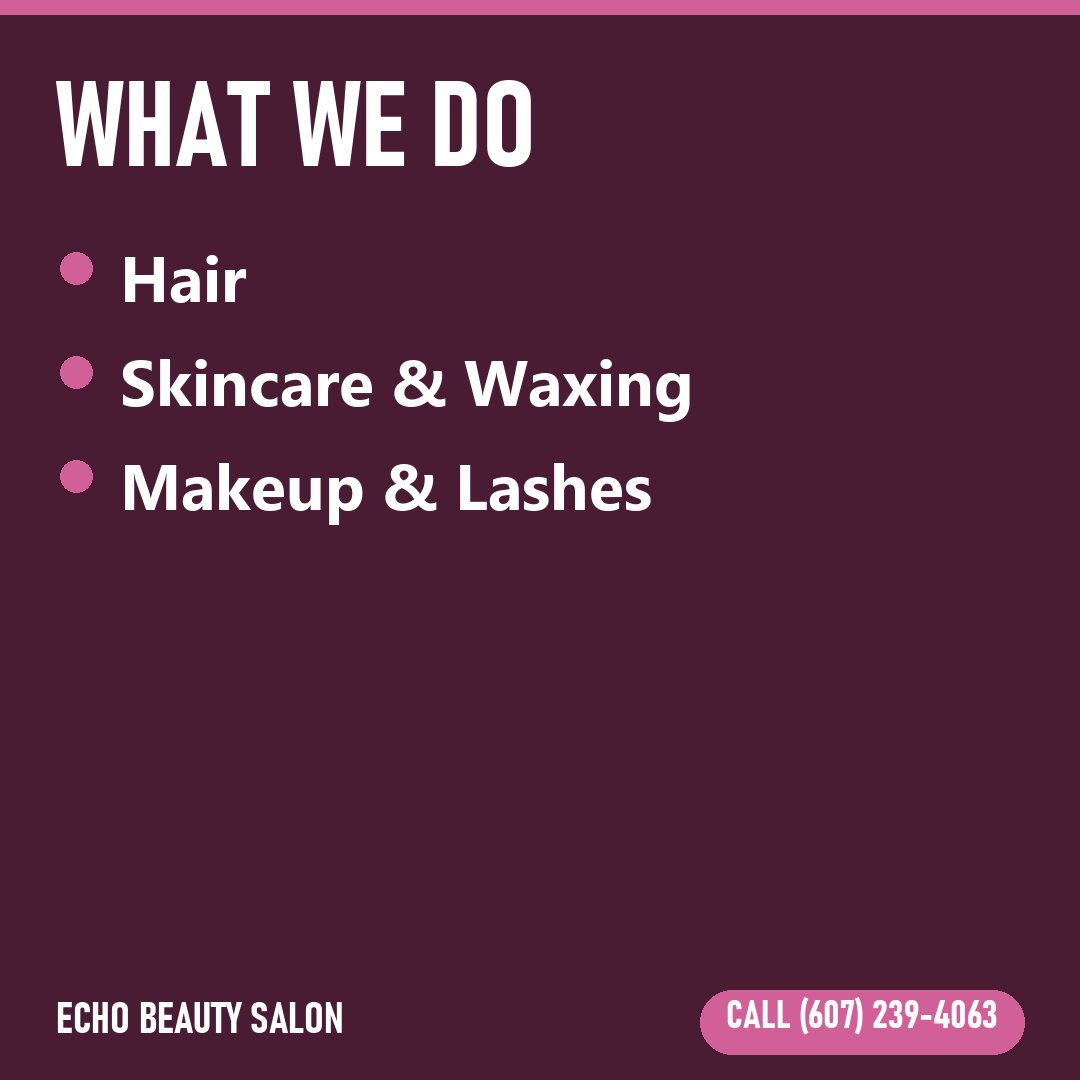 WHAT WE DO
Hair
Skincare & Waxing
Makeup & Lashes
ECHO BEAUTY SALON
CALL (607) 239-4063